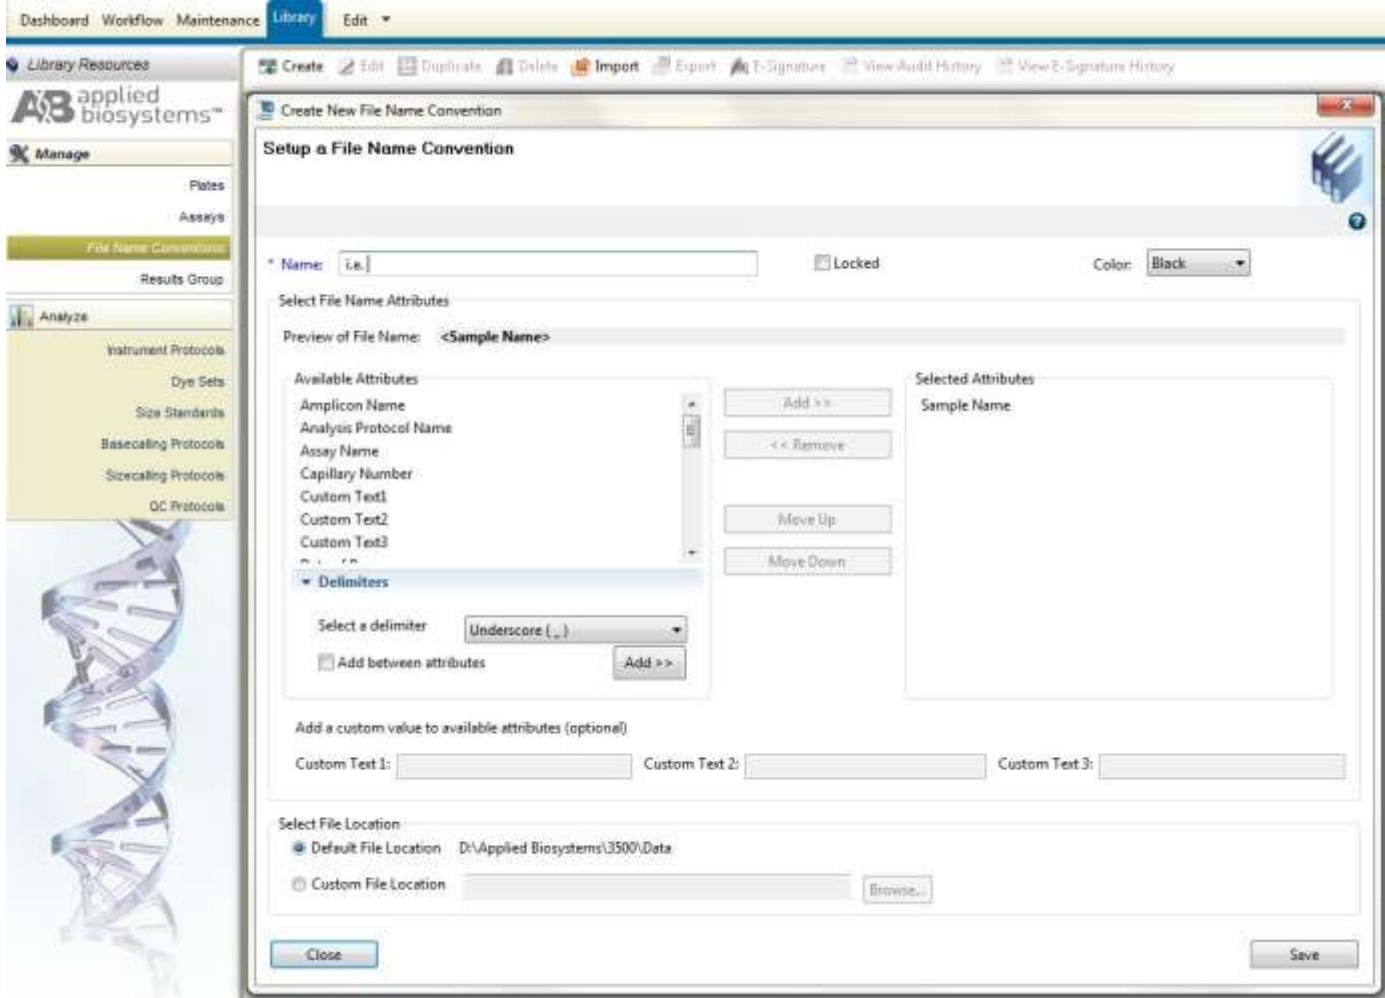 Dashboard Workflow Maintenance Library Edit
Library Resources
Create Edit Duplicate Delete Import Export E-Signature View Audit History View E-Signature History
AB applied
biosystems™
Create New File Name Convention
Manage
Setup a File Name Convention
Plates
Assays
File Name Conventions
Results Group
* Name: i.e. Locked Color: Black
Select File Name Attributes
Analyze
Preview of File Name: <Sample Name>
Instrument Protocols
Dye Sets
Size Standards
Basecalling Protocols
Sizecalling Protocols
QC Protocols
Available Attributes
Amplicon Name
Analysis Protocol Name
Assay Name
Capillary Number
Custom Text1
Custom Text2
Custom Text3
Add >>
<< Remove
Move Up
Move Down
Selected Attributes
Sample Name
Delimiters
Select a delimiter Underscore ( _ )
Add between attributes Add >>
Add a custom value to available attributes (optional)
Custom Text 1: Custom Text 2: Custom Text 3:
Select File Location
Default File Location D:\Applied Biosystems\3500\Data
Custom File Location Browse...
Close Save